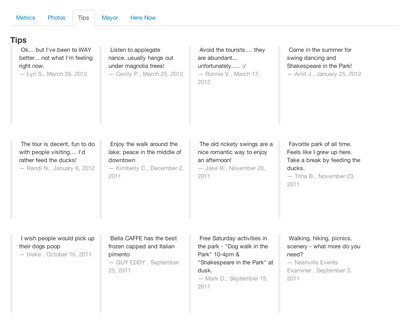 Metrics
Photos
Tips
Mayor
Here Now
Tips
Ok... but I've been to WAY
better... not what I'm feeling
right now.
— Lyn S., March 29, 2012
Listen to applegate
nance..usually hangs out
under magnolia trees!
— Cecily P., March 25, 2012
Avoid the tourists.... they
are abundant...
unfortunately...... :/
— Ronnie V., March 17,
2012
Come in the summer for
swing dancing and
Shakespeare in the Park!
— Amit J., January 25, 2012
The tour is decent, fun to do
with people visiting.... I'd
rather feed the ducks!
— Randi N., January 6, 2012
Enjoy the walk around the
lake; peace in the middle of
downtown
— Kimberly C., December 2,
2011
The old rickety swings are a
nice romantic way to enjoy
an afternoon!
— Jake R., November 26,
2011
Favorite park of all time.
Feels like I grew up here.
Take a break by feeding the
ducks.
— Trina B., November 23,
2011
I wish people would pick up
their dogs poop
— blake , October 16, 2011
Bella CAFFE has the best
frozen capped and Italian
pimento
— GUY EDDY , September
25, 2011
Free Saturday activities in
the park - "Dog walk in the
Park" 10-4pm &
"Shakespeare in the Park" at
dusk.
— Mark O., September 15,
2011
Walking, hiking, picnics,
scenery - what more do you
need?
— Nashville Events
Examiner , September 3,
2011